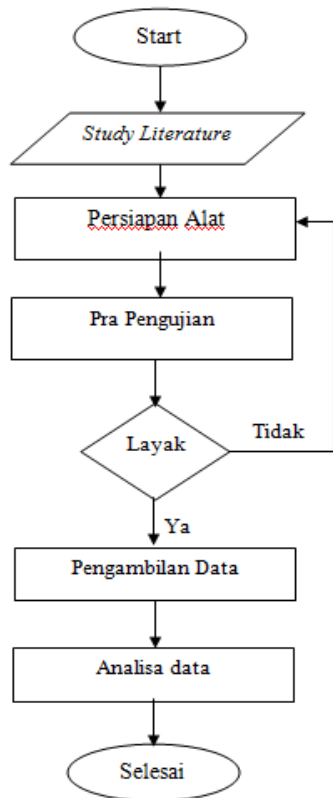 Start
Study Literature
Persiapan Alat
Pra Pengujian
Layak
Tidak
Ya
Pengambilan Data
Analisa data
Selesai